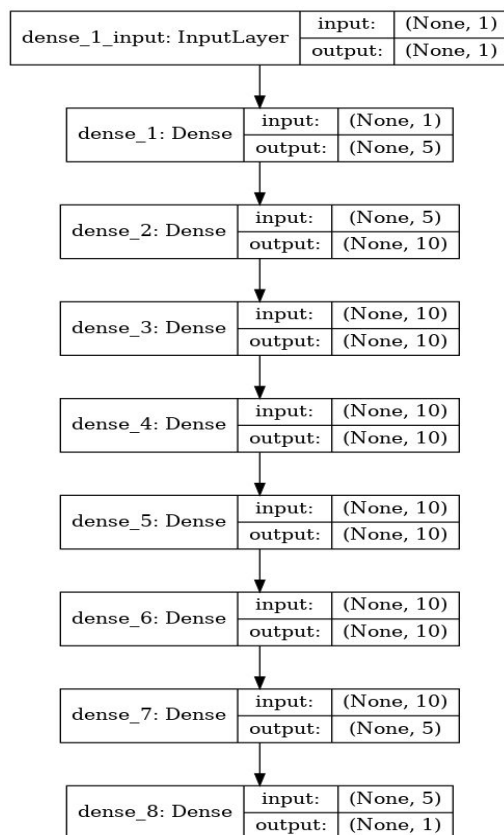 dense_1_input: InputLayer
input: (None, 1)
output: (None, 1)
dense_1: Dense
input: (None, 1)
output: (None, 5)
dense_2: Dense
input: (None, 5)
output: (None, 10)
dense_3: Dense
input: (None, 10)
output: (None, 10)
dense_4: Dense
input: (None, 10)
output: (None, 10)
dense_5: Dense
input: (None, 10)
output: (None, 10)
dense_6: Dense
input: (None, 10)
output: (None, 10)
dense_7: Dense
input: (None, 10)
output: (None, 5)
dense_8: Dense
input: (None, 5)
output: (None, 1)